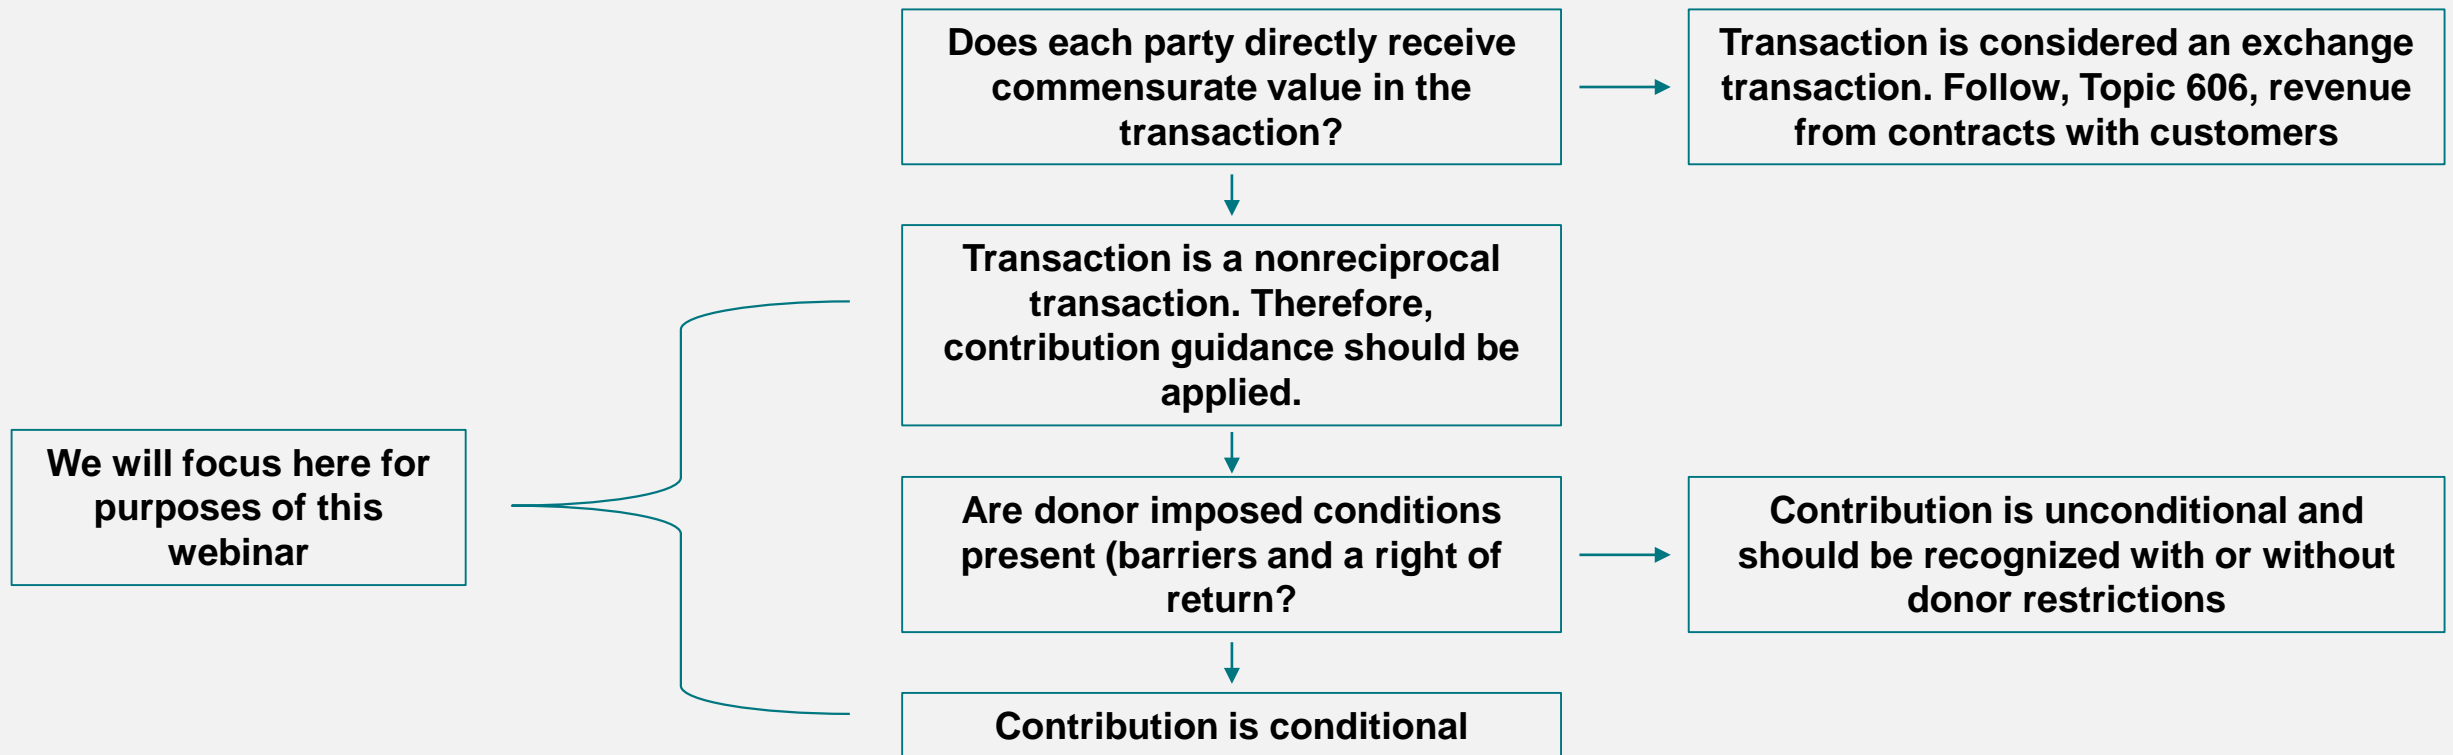 Does each party directly receive
commensurate value in the
transaction?
Transaction is considered an exchange
transaction. Follow, Topic 606, revenue
from contracts with customers
Transaction is a nonreciprocal
transaction. Therefore,
contribution guidance should be
applied.
We will focus here for
purposes of this
webinar
Are donor imposed conditions
present (barriers and a right of
return?
Contribution is unconditional and
should be recognized with or without
donor restrictions
Contribution is conditional